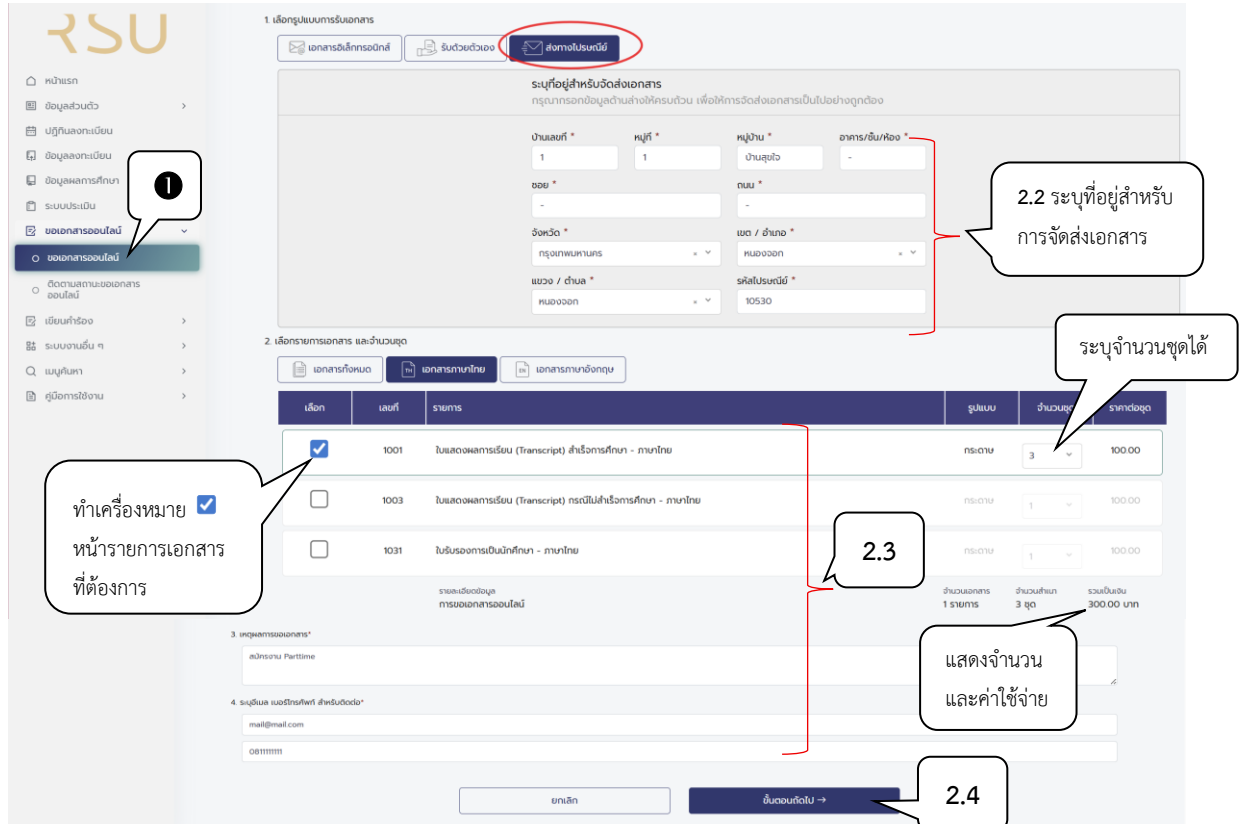 RSU
หน้าแรก
ข้อมูลส่วนตัว
ปฏิทินลงทะเบียน
ข้อมูลลงทะเบียน
ข้อมูลผลการศึกษา
ระบบประเมิน
ขอเอกสารออนไลน์
ขอเอกสารออนไลน์
ติดตามสถานะขอเอกสาร
ออนไลน์
เขียนคำร้อง
ระบบงานอื่น ๆ
เมนูค้นหา
คู่มือการใช้งาน
❶
1. เลือกรูปแบบการรับเอกสาร
เอกสารอิเล็กทรอนิกส์ รับด้วยตัวเอง ส่งทางไปรษณีย์
ระบุที่อยู่สำหรับจัดส่งเอกสาร
กรุณากรอกข้อมูลด้านล่างให้ครบถ้วน เพื่อให้การจัดส่งเอกสารเป็นไปอย่างถูกต้อง
บ้านเลขที่ * หมู่ที่ * หมู่บ้าน * อาคาร/ชั้น/ห้อง *
1 1 บ้านสุขใจ -
ซอย * ถนน *
- -
จังหวัด * เขต / อำเภอ *
กรุงเทพมหานคร × หนองจอก ×
แขวง / ตำบล * รหัสไปรษณีย์ *
หนองจอก × 10530
2.2 ระบุที่อยู่สำหรับ
การจัดส่งเอกสาร
2. เลือกรายการเอกสาร และจำนวนชุด
เอกสารทั้งหมด TH เอกสารภาษาไทย EN เอกสารภาษาอังกฤษ
ระบุจำนวนชุดได้
เลือก เลขที่ รายการ รูปแบบ จำนวนชุด ราคาต่อชุด
1001 ใบแสดงผลการเรียน (Transcript) สำเร็จการศึกษา - ภาษาไทย กระดาษ 3 100.00
1003 ใบแสดงผลการเรียน (Transcript) กรณีไม่สำเร็จการศึกษา - ภาษาไทย กระดาษ 1 100.00
1031 ใบรับรองการเป็นนักศึกษา - ภาษาไทย กระดาษ 1 100.00
ทำเครื่องหมาย
หน้ารายการเอกสาร
ที่ต้องการ
2.3
รายละเอียดข้อมูล จำนวนเอกสาร จำนวนสำเนา รวมเป็นเงิน
การขอเอกสารออนไลน์ 1 รายการ 3 ชุด 300.00 บาท
แสดงจำนวน
และค่าใช้จ่าย
3. เหตุผลการขอเอกสาร*
สมัครงาน Parttime
4. ระบุอีเมล เบอร์โทรศัพท์ สำหรับติดต่อ*
mail@mail.com
0811111111
ยกเลิก ขั้นตอนถัดไป →
2.4